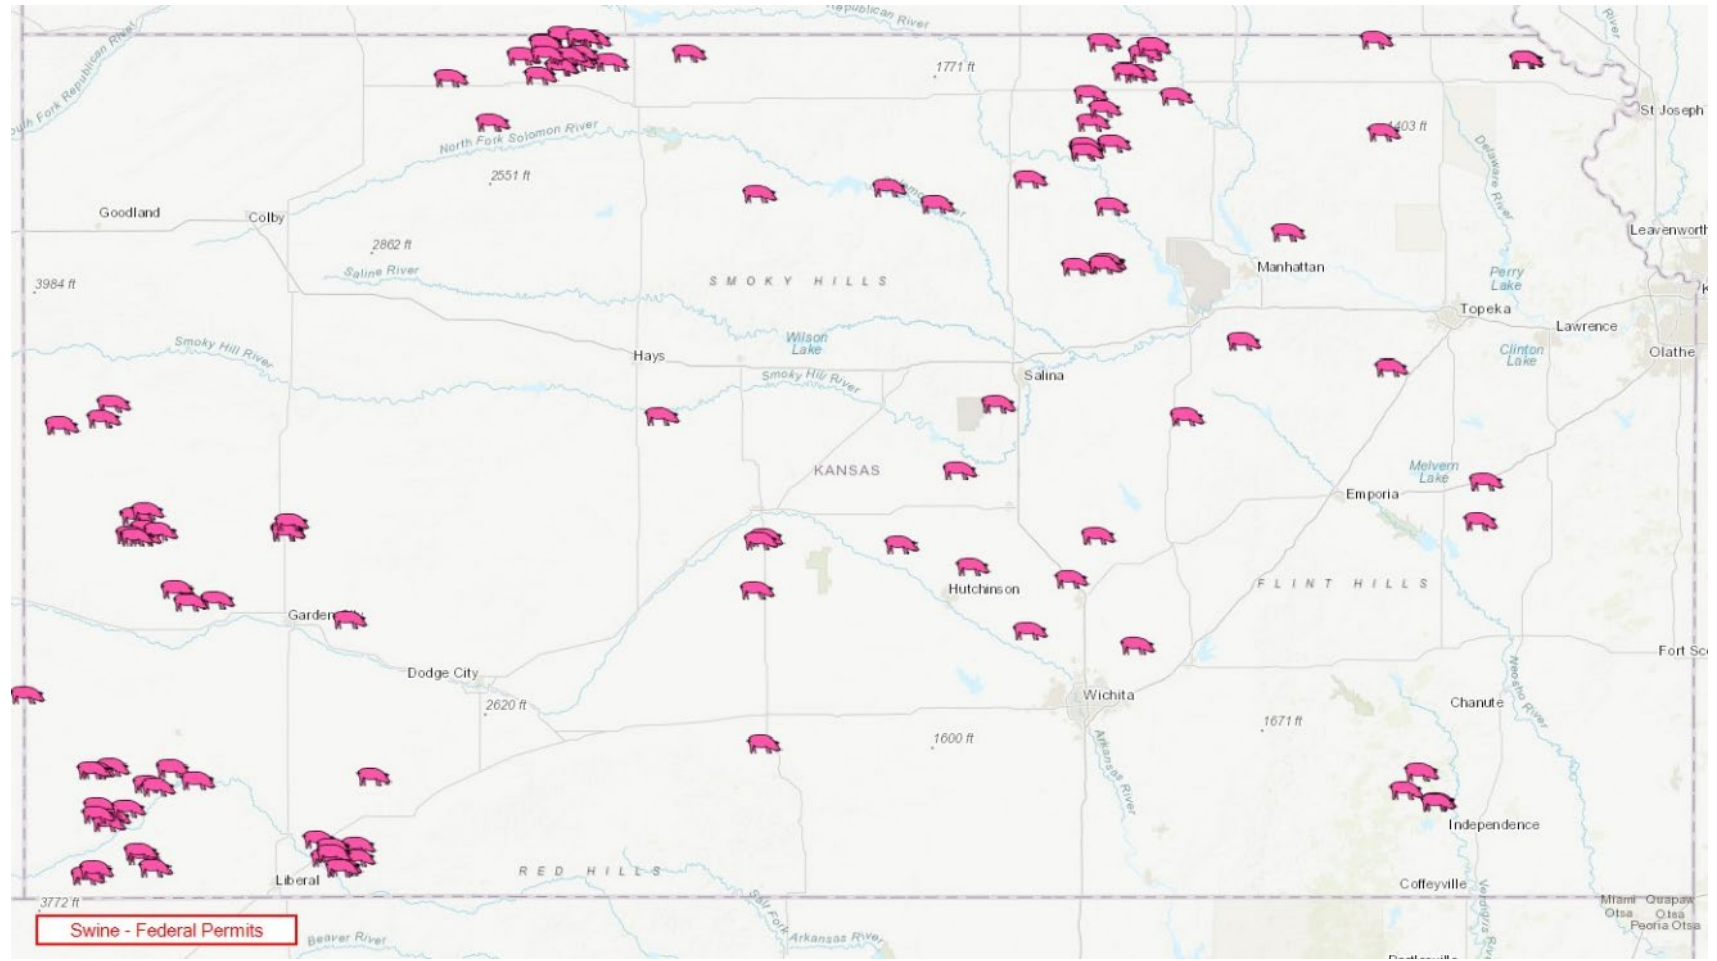 Republican River
River
South Fork Republican River
1771 ft
St Joseph
1403 ft
North Fork Solomon River
Delaware River
2551 ft
Goodland
Colby
Leavenworth
2862 ft
Saline River
SMOKY HILLS
Manhattan
Perry
Lake
3984 ft
Topeka
Lawrence
Wilson
Lake
Smoky Hill River
Hays
Clinton
Lake
Olathe
Smoky Hill River
Salina
KANSAS
Melvern
Lake
Emporia
FLINT HILLS
Hutchinson
Garden
Fort Sc
Dodge City
Neosho River
Wichita
Chanute
2620 ft
1671 ft
1600 ft
Arkansas River
Independence
RED HILLS
Liberal
Coffeyville
3772 ft
Miami Quapaw
Otsa Otsa
Peoria Otsa
Swine - Federal Permits
Salt Fork
Arkansas River
Beaver River